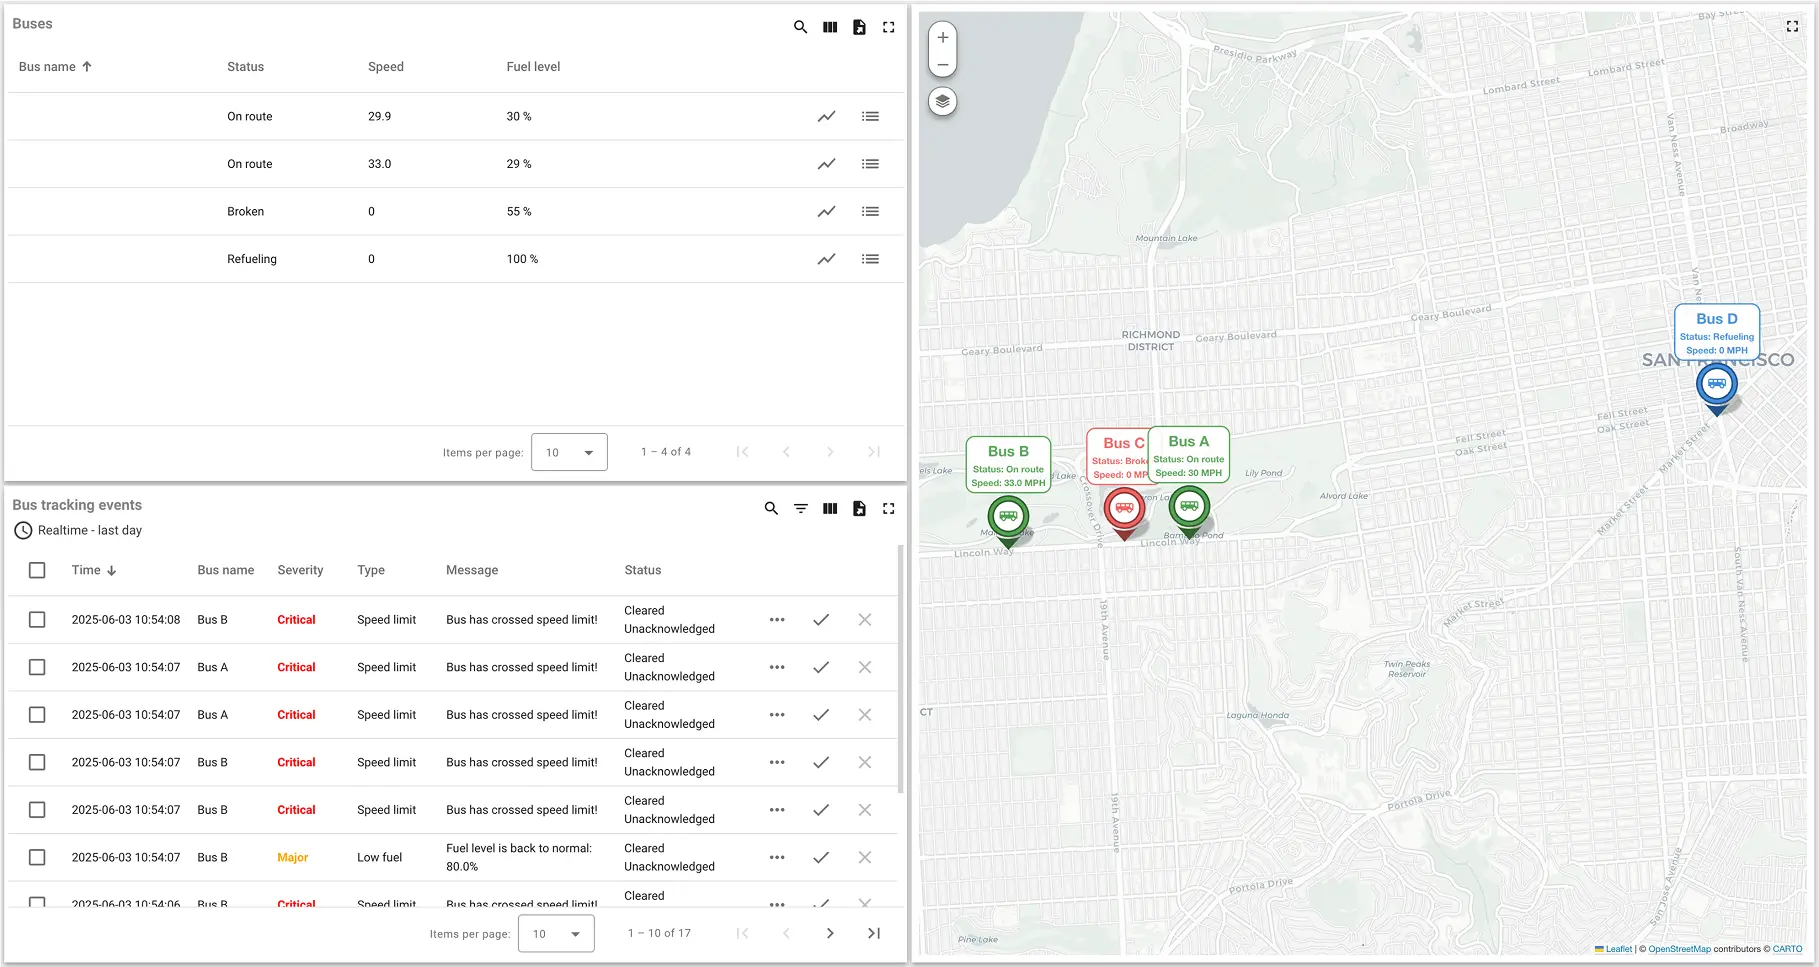 Buses
Bus name Status Speed Fuel level
On route 29.9 30 %
On route 33.0 29 %
Broken 0 55 %
Refueling 0 100 %
Items per page: 10 1 – 4 of 4
Bus tracking events
Realtime - last day
Time Bus name Severity Type Message Status
2025-06-03 10:54:08 Bus B Critical Speed limit Bus has crossed speed limit! Cleared
Unacknowledged
2025-06-03 10:54:07 Bus A Critical Speed limit Bus has crossed speed limit! Cleared
Unacknowledged
2025-06-03 10:54:07 Bus A Critical Speed limit Bus has crossed speed limit! Cleared
Unacknowledged
2025-06-03 10:54:07 Bus B Critical Speed limit Bus has crossed speed limit! Cleared
Unacknowledged
2025-06-03 10:54:07 Bus B Critical Speed limit Bus has crossed speed limit! Cleared
Unacknowledged
2025-06-03 10:54:07 Bus B Major Low fuel Fuel level is back to normal:
80.0%
Cleared
Unacknowledged
2025-06-03 10:54:06 Bus B Critical Speed limit Bus has crossed speed limit! Cleared
Items per page: 10 1 – 10 of 17
+
−
Presidio Parkway
Bay
Lombard Street
Lombard Street
Broadway
Van Ness Avenue
Mountain Lake
Van Ness
Geary Boulevard
RICHMOND
DISTRICT
Geary Boulevard
Geary Boulevard
Bus D
Status: Refueling
Speed: 0 MPH
SAN FRANCISCO
Fell Street
Oak Street
Fell Street
Oak Street
Market Street
Bus B
Status: On route
Speed: 33.0 MPH
Bus C
Status: Broke
Speed: 0 MP
Bus A
Status: On route
Speed: 30 MPH
Lily Pond
Alvord Lake
Market Street
Crossover Drive
Lincoln Way
Lincoln Way
Pond
Market Street
South Van Ness Avenue
19th Avenue
Twin Peaks
Reservoir
CT
Laguna Honda
19th Avenue
Portola Drive
Portola Drive
San Jose Avenue
Pine Lake
Leaflet | © OpenStreetMap contributors © CARTO